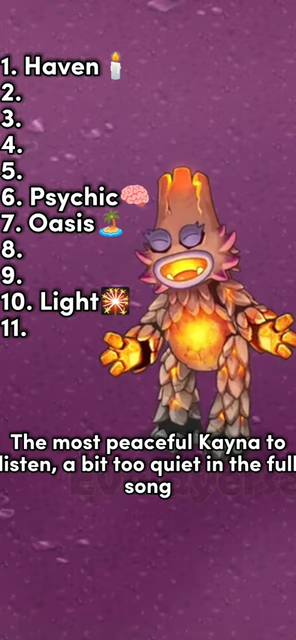 1. Haven 🕯️
2.
3.
4.
5.
6. Psychic🧠
7. Oasis🏝️
8.
9.
10. Light🎇
11.
The most peaceful Kayna to
listen, a bit too quiet in the full
song